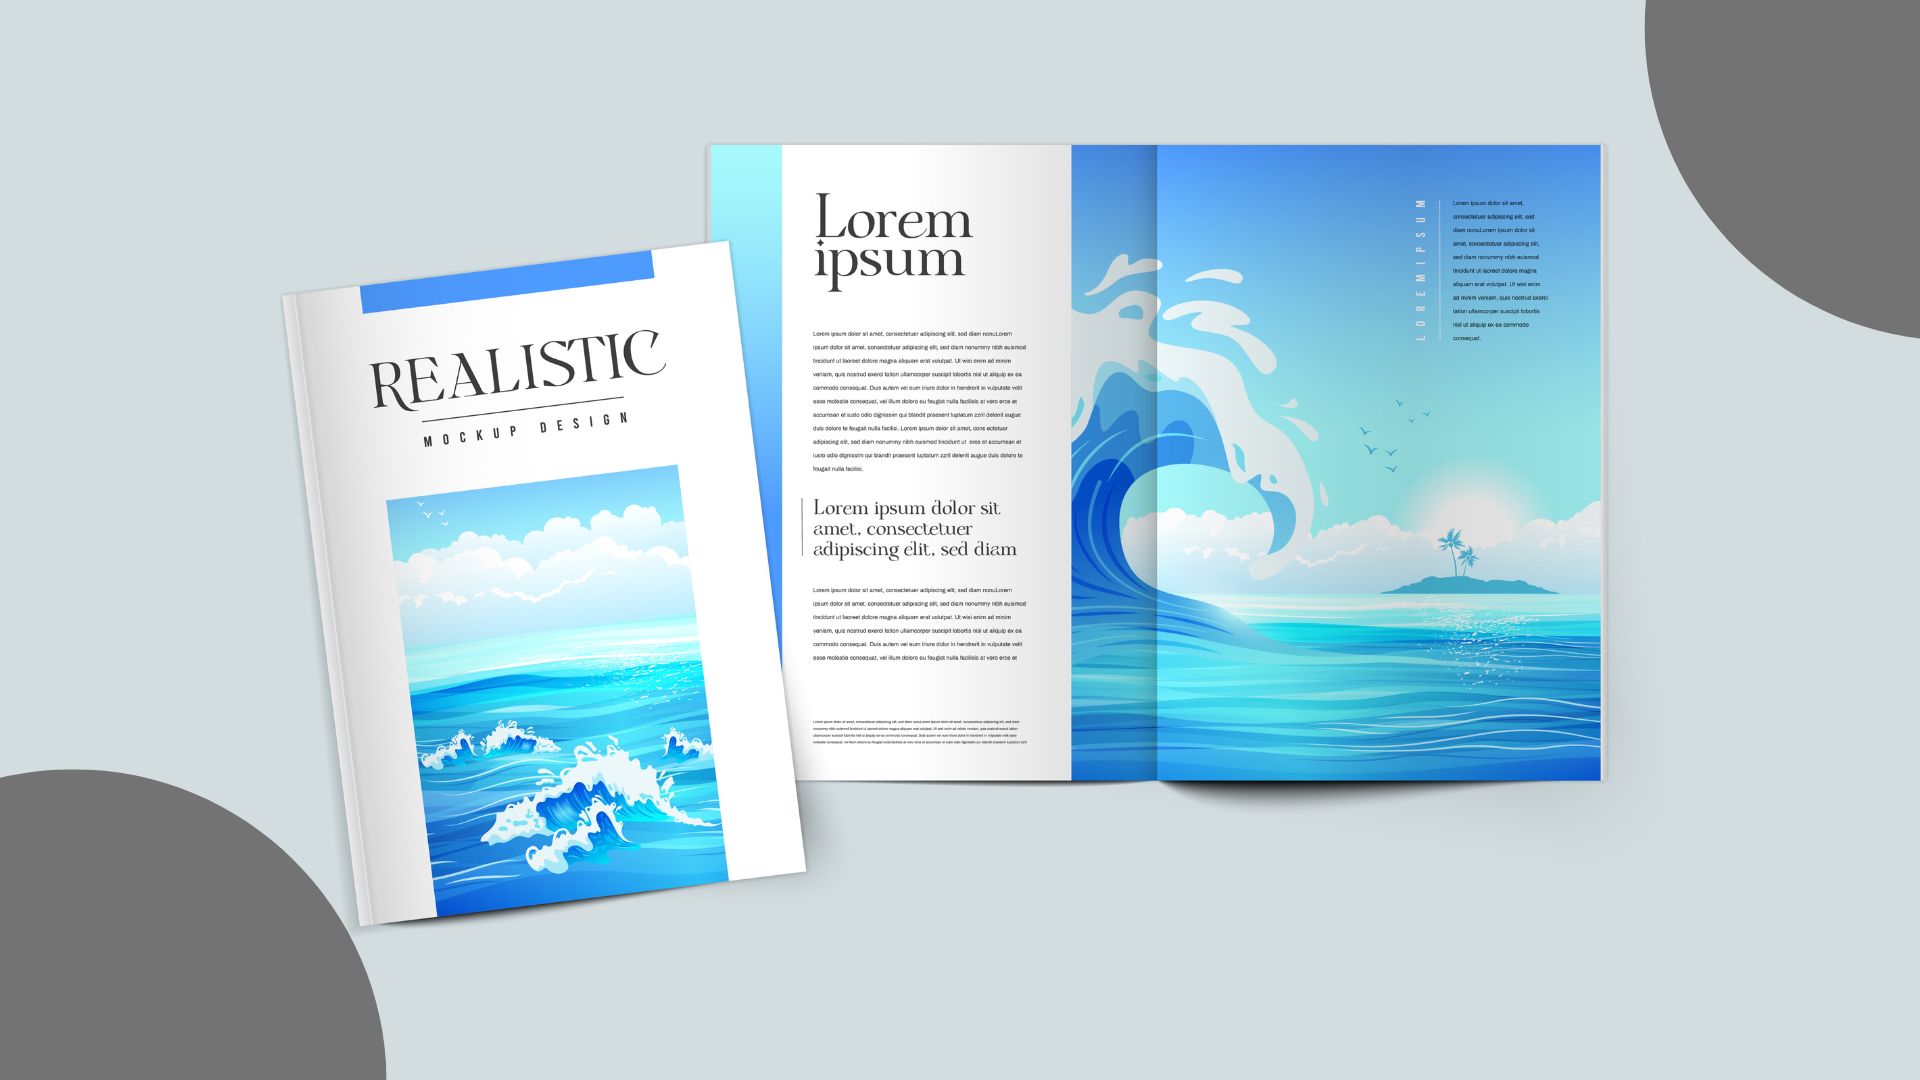 REALISTIC
MOCKUP DESIGN
Lorem
ipsum
Lorem ipsum dolor sit amet, consectetuer adipiscing elit, sed diam nonuLorem
ipsum dolor sit amet, consectetuer adipiscing elit, sed diam nonummy nibh euismod
tincidunt ut laoreet dolore magna aliquam erat volutpat. Ut wisi enim ad minim
veniam, quis nostrud exerci tation ullamcorper suscipit lobortis nisl ut aliquip ex ea
commodo consequat. Duis autem vel eum iriure dolor in hendrerit in vulputate velit
esse molestie consequat, vel illum dolore eu feugiat nulla facilisis at vero eros et
accumsan et iusto odio dignissim qui blandit praesent luptatum zzril delenit augue
duis dolore te feugait nulla facilisi. Lorem ipsum dolor sit amet, cons ectetuer
adipiscing elit, sed diam nonummy nibh euismod tincidunt ut eros et accumsan et
iusto odio dignissim qui blandit praesent luptatum zzril delenit augue duis dolore te
feugait nulla facilisi.
Lorem ipsum dolor sit
amet, consectetuer
adipiscing elit, sed diam
Lorem ipsum dolor sit amet, consectetuer adipiscing elit, sed diam nonuLorem
ipsum dolor sit amet, consectetuer adipiscing elit, sed diam nonummy nibh euismod
tincidunt ut laoreet dolore magna aliquam erat volutpat. Ut wisi enim ad minim
veniam, quis nostrud exerci tation ullamcorper suscipit lobortis nisl ut aliquip ex ea
commodo consequat. Duis autem vel eum iriure dolor in hendrerit in vulputate velit
esse molestie consequat, vel illum dolore eu feugiat nulla facilisis at vero eros et
LOREMIPSUM
Lorem ipsum dolor sit amet,
consectetuer adipiscing elit, sed
diam nonuLorem ipsum dolor sit
amet, consectetuer adipiscing elit,
sed diam nonummy nibh euismod
tincidunt ut laoreet dolore magna
aliquam erat volutpat. Ut wisi enim
ad minim veniam, quis nostrud exerci
tation ullamcorper suscipit lobortis
nisl ut aliquip ex ea commodo
consequat.